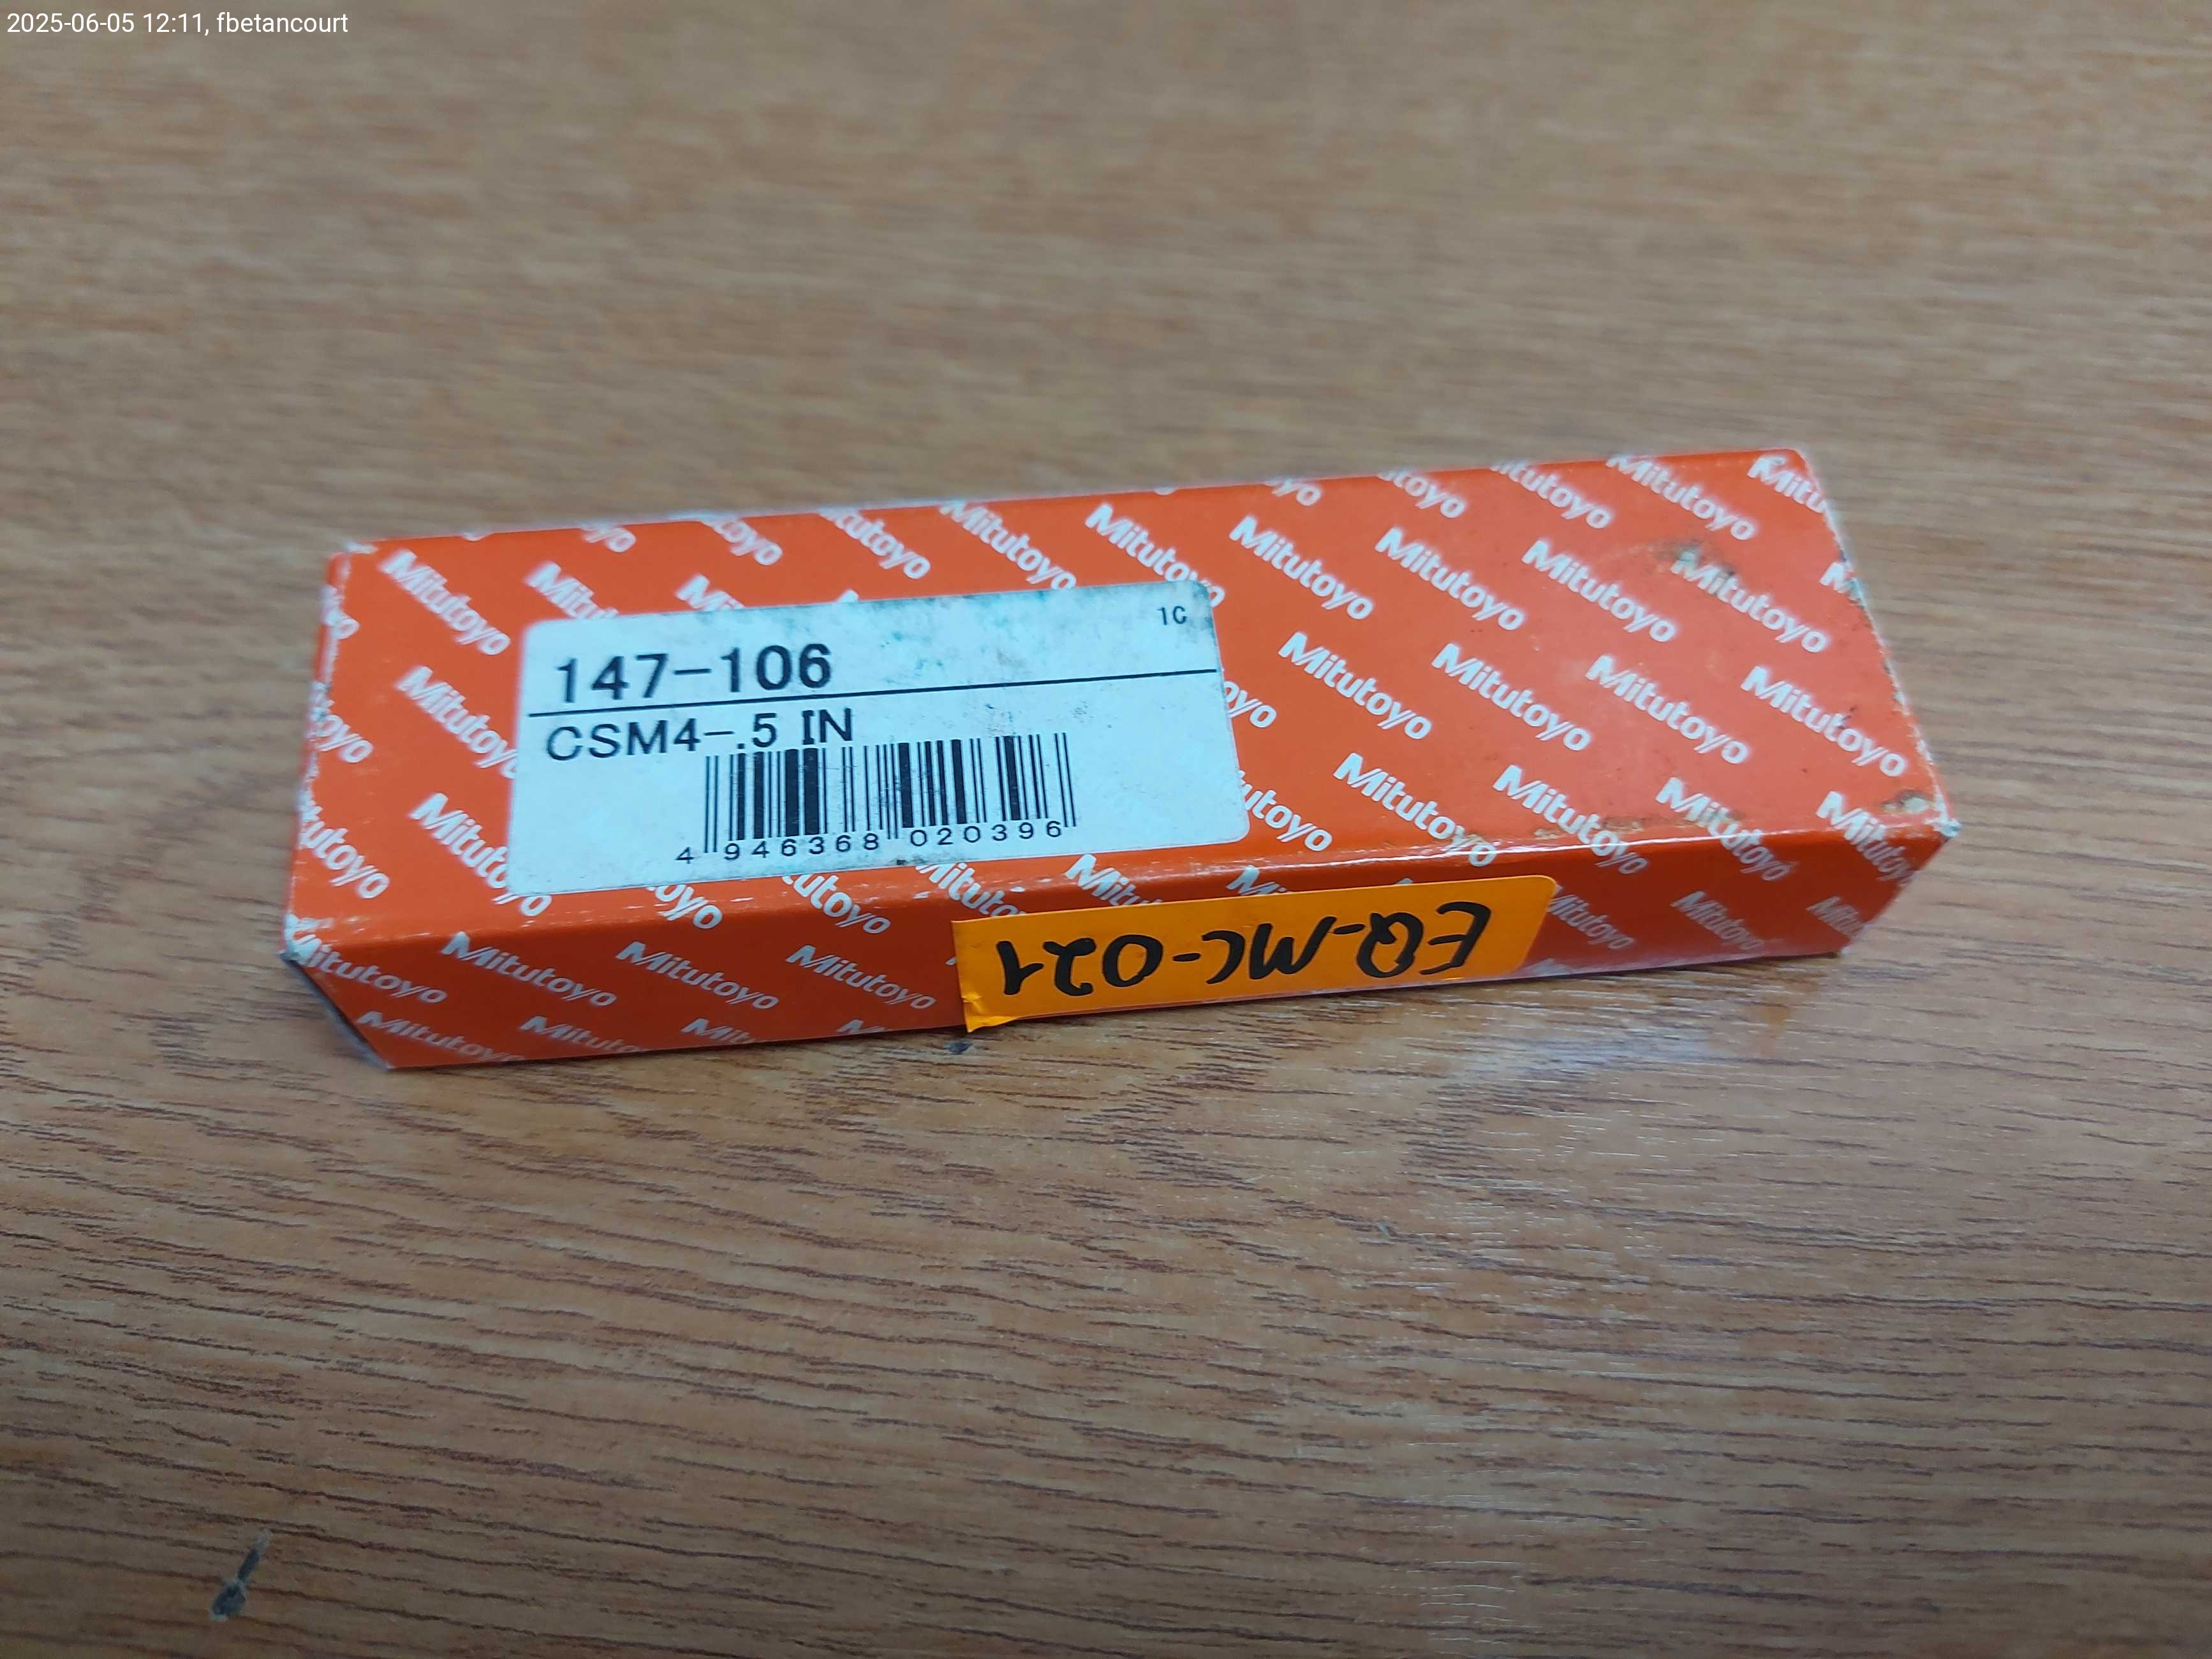 2025-06-05 12:11, fbetancourt
Mitutoyo
1C
147-106
CSM4-.5 IN
4 946368 020396
EQ-MC-021